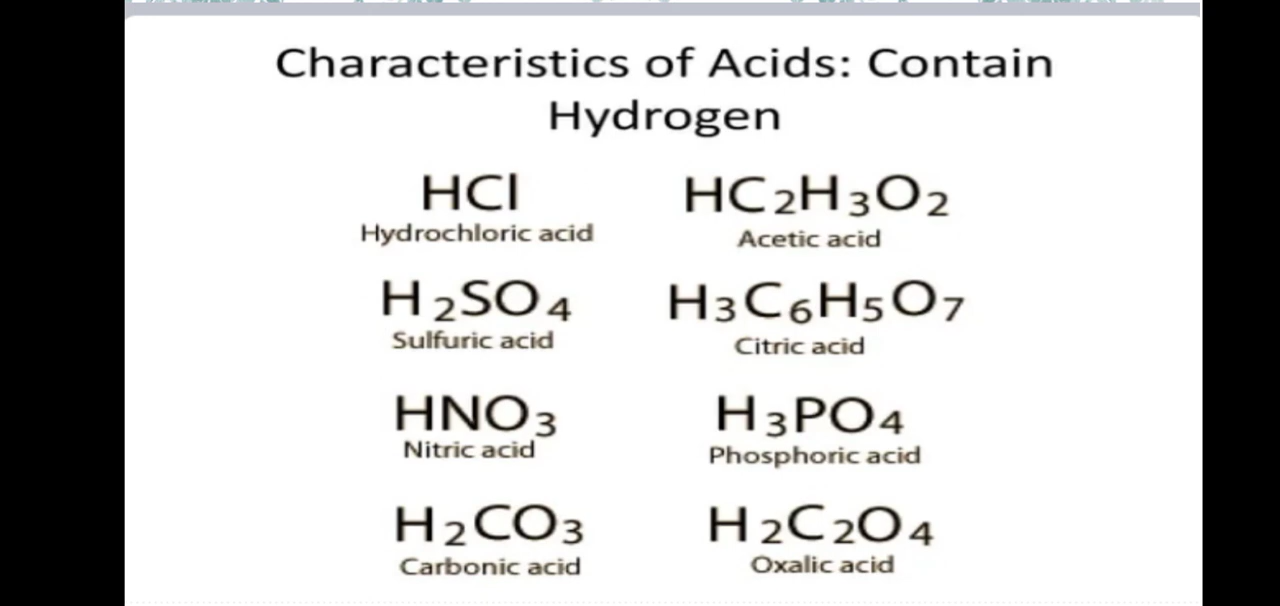 Characteristics of Acids: Contain
Hydrogen
HCl
Hydrochloric acid
HC2H3O2
Acetic acid
H2SO4
Sulfuric acid
H3C6H5O7
Citric acid
HNO3
Nitric acid
H3PO4
Phosphoric acid
H2CO3
Carbonic acid
H2C2O4
Oxalic acid